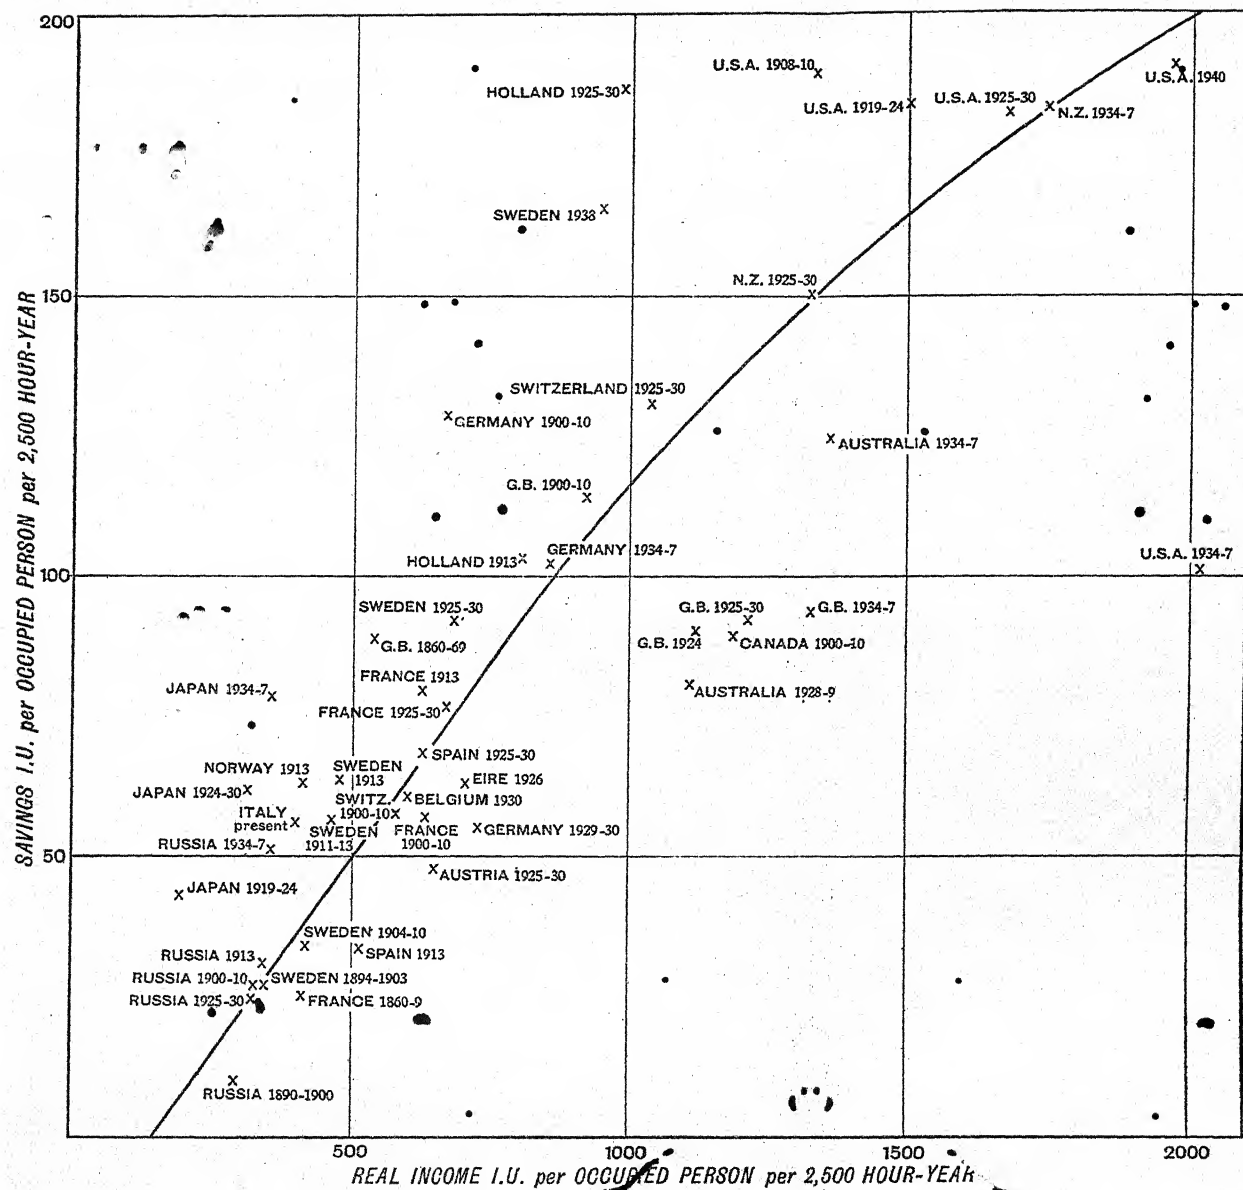 200
U.S.A. 1908-10
HOLLAND 1925-30
U.S.A. 1919-24
U.S.A. 1925-30
U.S.A. 1940
N.Z. 1934-7
SWEDEN 1938
N.Z. 1925-30
150
SWITZERLAND 1925-30
GERMANY 1900-10
AUSTRALIA 1934-7
G.B. 1900-10
HOLLAND 1913
GERMANY 1934-7
U.S.A. 1934-7
100
SWEDEN 1925-30
G.B. 1860-69
G.B. 1925-30
G.B. 1934-7
G.B. 1924
CANADA 1900-10
FRANCE 1913
JAPAN 1934-7
FRANCE 1925-30
AUSTRALIA 1928-9
SPAIN 1925-30
NORWAY 1913
SWEDEN
1913
EIRE 1926
JAPAN 1924-30
SWITZ.
1900-10
BELGIUM 1930
ITALY
present
SWEDEN
1911-13
FRANCE
1900-10
GERMANY 1929-30
RUSSIA 1934-7
50
AUSTRIA 1925-30
JAPAN 1919-24
SWEDEN 1904-10
SPAIN 1913
RUSSIA 1913
RUSSIA 1900-10
SWEDEN 1894-1903
RUSSIA 1925-30
FRANCE 1860-9
RUSSIA 1890-1900
500
1000
1500
2000
SAVINGS I.U. per OCCUPIED PERSON per 2,500 HOUR-YEAR
REAL INCOME I.U. per OCCUPIED PERSON per 2,500 HOUR-YEAR